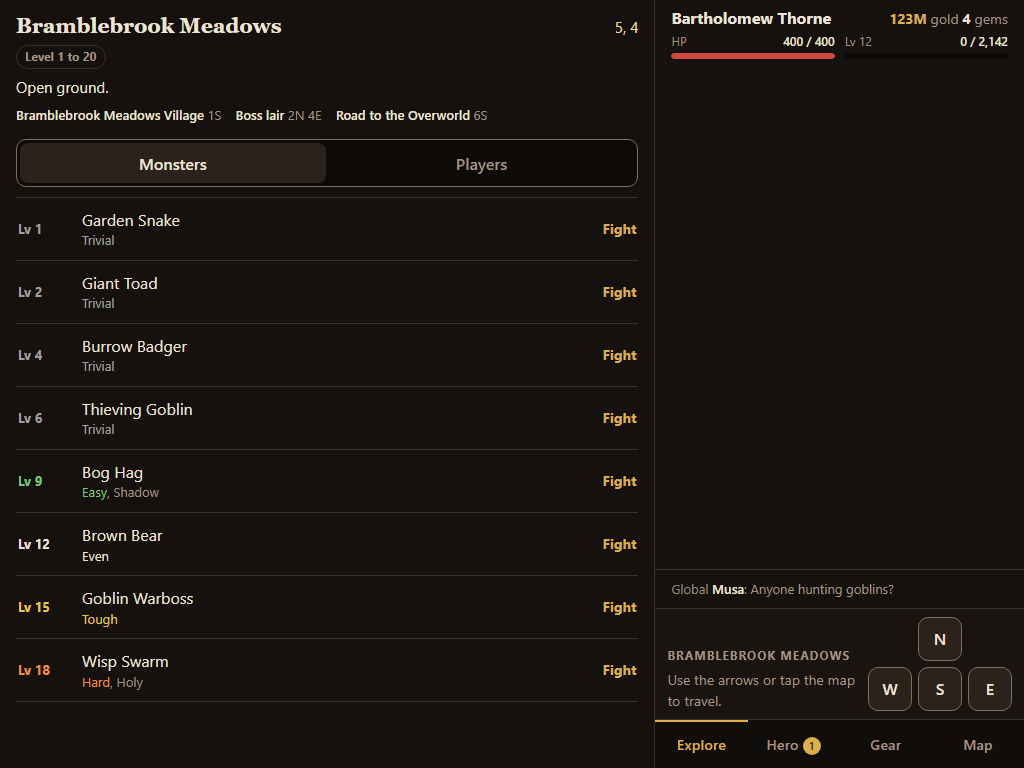 Bramblebrook Meadows
5, 4
Level 1 to 20
Open ground.
Bramblebrook Meadows Village 1S Boss lair 2N 4E Road to the Overworld 6S
Monsters Players
Lv 1 Garden Snake Fight
Trivial
Lv 2 Giant Toad Fight
Trivial
Lv 4 Burrow Badger Fight
Trivial
Lv 6 Thieving Goblin Fight
Trivial
Lv 9 Bog Hag Fight
Easy, Shadow
Lv 12 Brown Bear Fight
Even
Lv 15 Goblin Warboss Fight
Tough
Lv 18 Wisp Swarm Fight
Hard, Holy
Bartholomew Thorne 123M gold 4 gems
HP 400 / 400 Lv 12 0 / 2,142
Global Musa: Anyone hunting goblins?
BRAMBLEBROOK MEADOWS
Use the arrows or tap the map
to travel.
N
W S E
Explore Hero 1 Gear Map